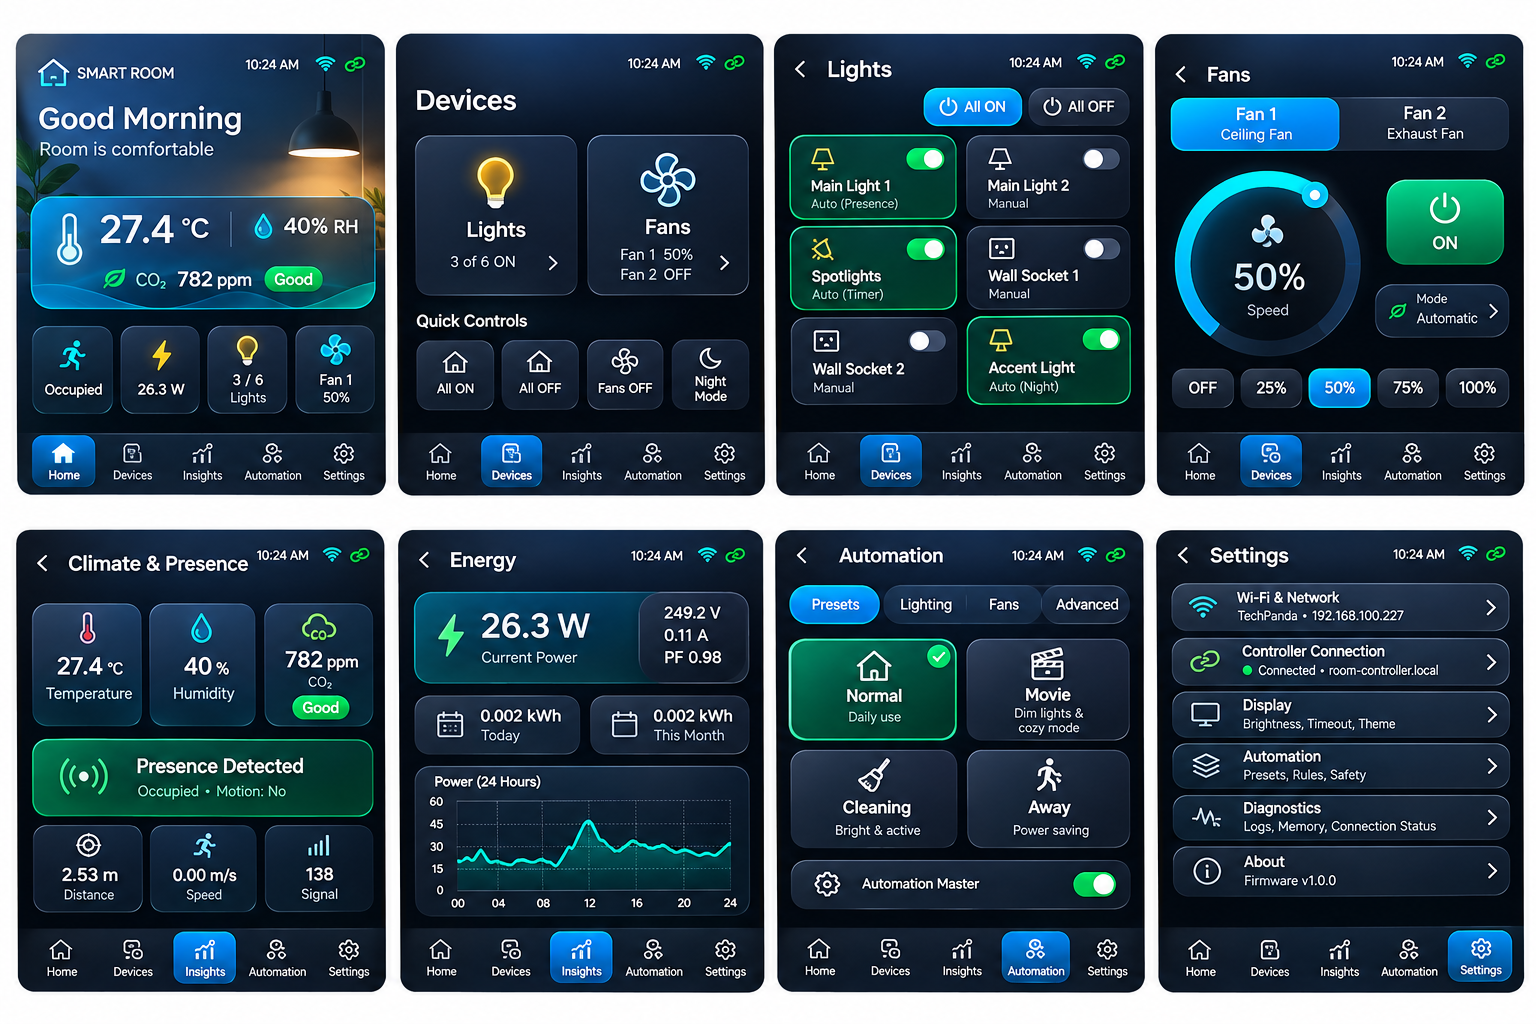 SMART ROOM
10:24 AM
Good Morning
Room is comfortable
27.4 °C
40% RH
CO₂ 782 ppm Good
Occupied
26.3 W
3 / 6
Lights
Fan 1
50%
Home
Devices
Insights
Automation
Settings
10:24 AM
Devices
Lights
3 of 6 ON
Fans
Fan 1 50%
Fan 2 OFF
Quick Controls
All ON
All OFF
Fans OFF
Night
Mode
Home
Devices
Insights
Automation
Settings
Lights
10:24 AM
All ON
All OFF
Main Light 1
Auto (Presence)
Main Light 2
Manual
Spotlights
Auto (Timer)
Wall Socket 1
Manual
Wall Socket 2
Manual
Accent Light
Auto (Night)
Home
Devices
Insights
Automation
Settings
Fans
10:24 AM
Fan 1
Ceiling Fan
Fan 2
Exhaust Fan
50%
Speed
ON
Mode
Automatic
OFF
25%
50%
75%
100%
Home
Devices
Insights
Automation
Settings
Climate & Presence
10:24 AM
27.4 °C
Temperature
40 %
Humidity
CO
782 ppm
CO₂
Good
Presence Detected
Occupied • Motion: No
2.53 m
Distance
0.00 m/s
Speed
138
Signal
Home
Devices
Insights
Automation
Settings
Energy
10:24 AM
26.3 W
Current Power
249.2 V
0.11 A
PF 0.98
0.002 kWh
Today
0.002 kWh
This Month
Power (24 Hours)
60
45
30
15
0
00 04 08 12 16 20 24
Home
Devices
Insights
Automation
Settings
Automation
10:24 AM
Presets
Lighting
Fans
Advanced
Normal
Daily use
Movie
Dim lights &
cozy mode
Cleaning
Bright & active
Away
Power saving
Automation Master
Home
Devices
Insights
Automation
Settings
Settings
10:24 AM
Wi-Fi & Network
TechPanda • 192.168.100.227
Controller Connection
Connected • room-controller.local
Display
Brightness, Timeout, Theme
Automation
Presets, Rules, Safety
Diagnostics
Logs, Memory, Connection Status
About
Firmware v1.0.0
Home
Devices
Insights
Automation
Settings